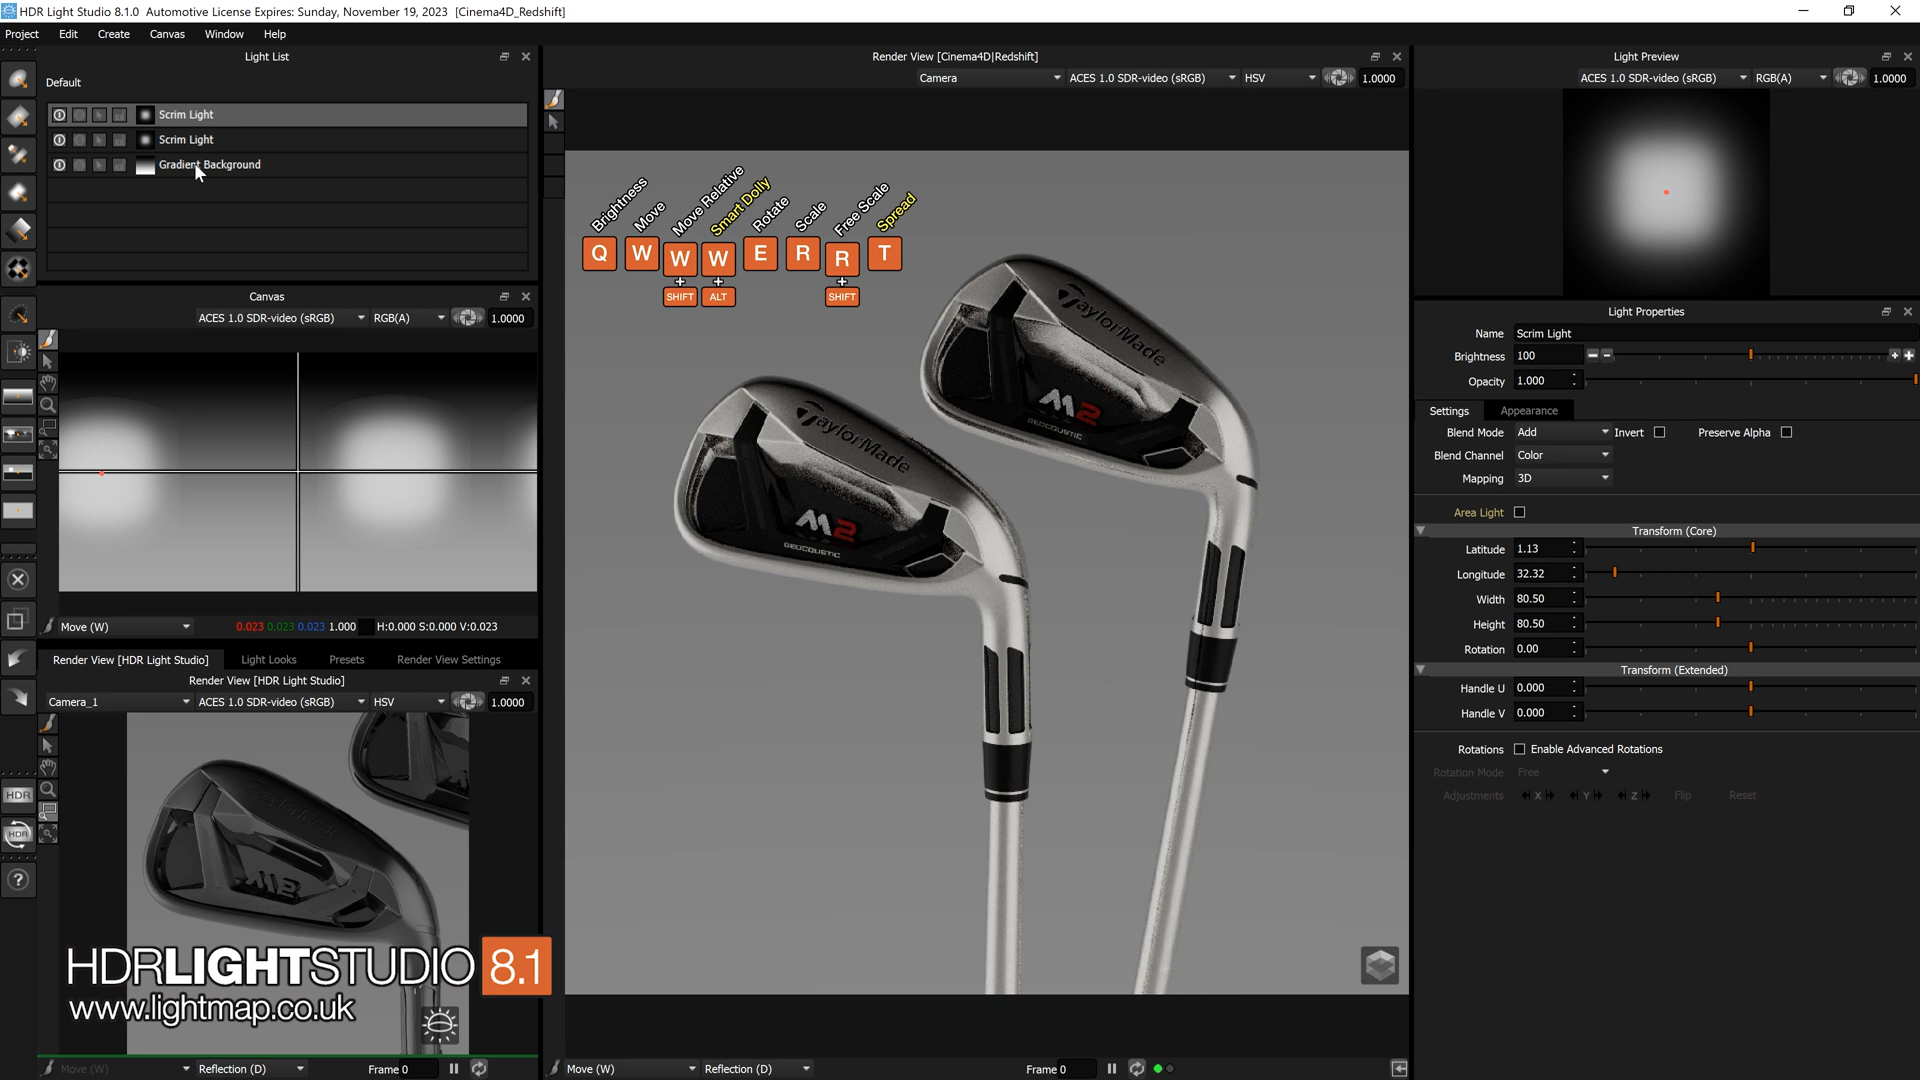 HDR Light Studio 8.1.0 Automotive License Expires: Sunday, November 19, 2023 [Cinema4D_Redshift]
Project Edit Create Canvas Window Help
Light List
Default
Scrim Light
Scrim Light
Gradient Background
Canvas
ACES 1.0 SDR-video (sRGB) RGB(A) 1.0000
Move (W) 0.023 0.023 0.023 1.000 H:0.000 S:0.000 V:0.023
Render View [HDR Light Studio] Light Looks Presets Render View Settings
Render View [HDR Light Studio]
Camera_1 ACES 1.0 SDR-video (sRGB) HSV 1.0000
HDR
HDR
?
M2
HDRLIGHTSTUDIO 8.1
www.lightmap.co.uk
Move (W) Reflection (D) Frame 0
Render View [Cinema4D|Redshift]
Camera ACES 1.0 SDR-video (sRGB) HSV 1.0000
Brightness Move Move Relative Smart Dolly Rotate Scale Free Scale Spread
Q W W W E R R T
+ + +
SHIFT ALT SHIFT
TaylorMade
M2
GEOCOUSTIC
TaylorMade
M2
GEOCOUSTIC
Move (W) Reflection (D) Frame 0
Light Preview
ACES 1.0 SDR-video (sRGB) RGB(A) 1.0000
Light Properties
Name Scrim Light
Brightness 100
Opacity 1.000
Settings Appearance
Blend Mode Add Invert Preserve Alpha
Blend Channel Color
Mapping 3D
Area Light
Transform (Core)
Latitude 1.13
Longitude 32.32
Width 80.50
Height 80.50
Rotation 0.00
Transform (Extended)
Handle U 0.000
Handle V 0.000
Rotations Enable Advanced Rotations
Rotation Mode Free
Adjustments X Y Z Flip Reset